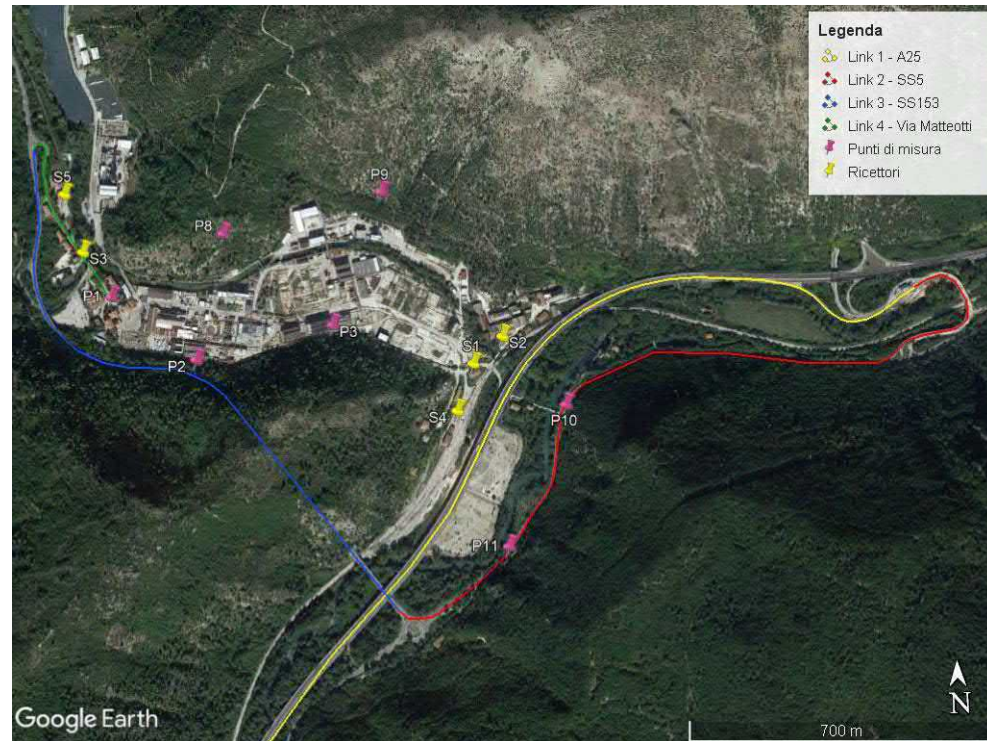 Legenda
Link 1 - A25
Link 2 - SS5
Link 3 - SS153
Link 4 - Via Matteotti
Punti di misura
Ricettori
P9
S5
P8
S3
P1
P3
S2
S1
P2
S4
P10
P11
N
Google Earth
700 m